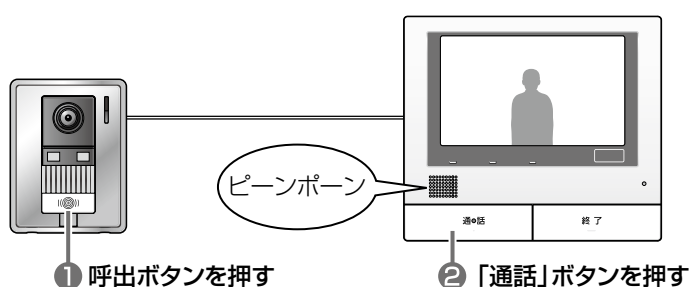 ピーンポーン
通話
終了
❶ 呼出ボタンを押す
❷「通話」ボタンを押す